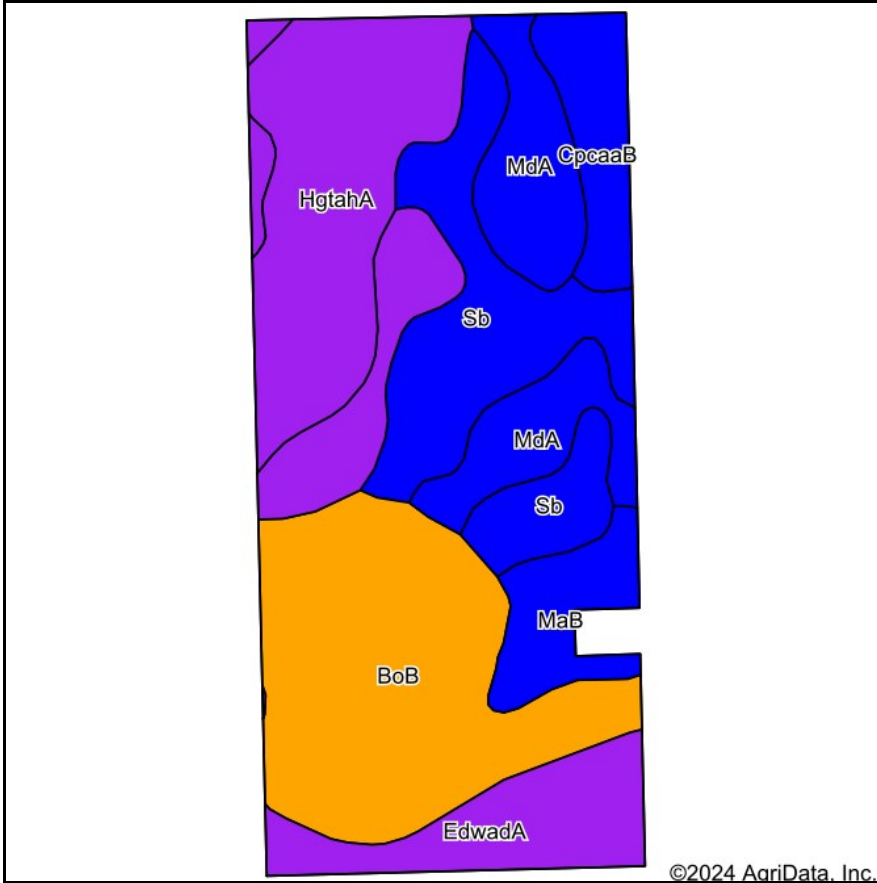 MdA
CpcaaB
HgtahA
Sb
MdA
Sb
MaB
BoB
EdwadA
©2024 AgriData, Inc.